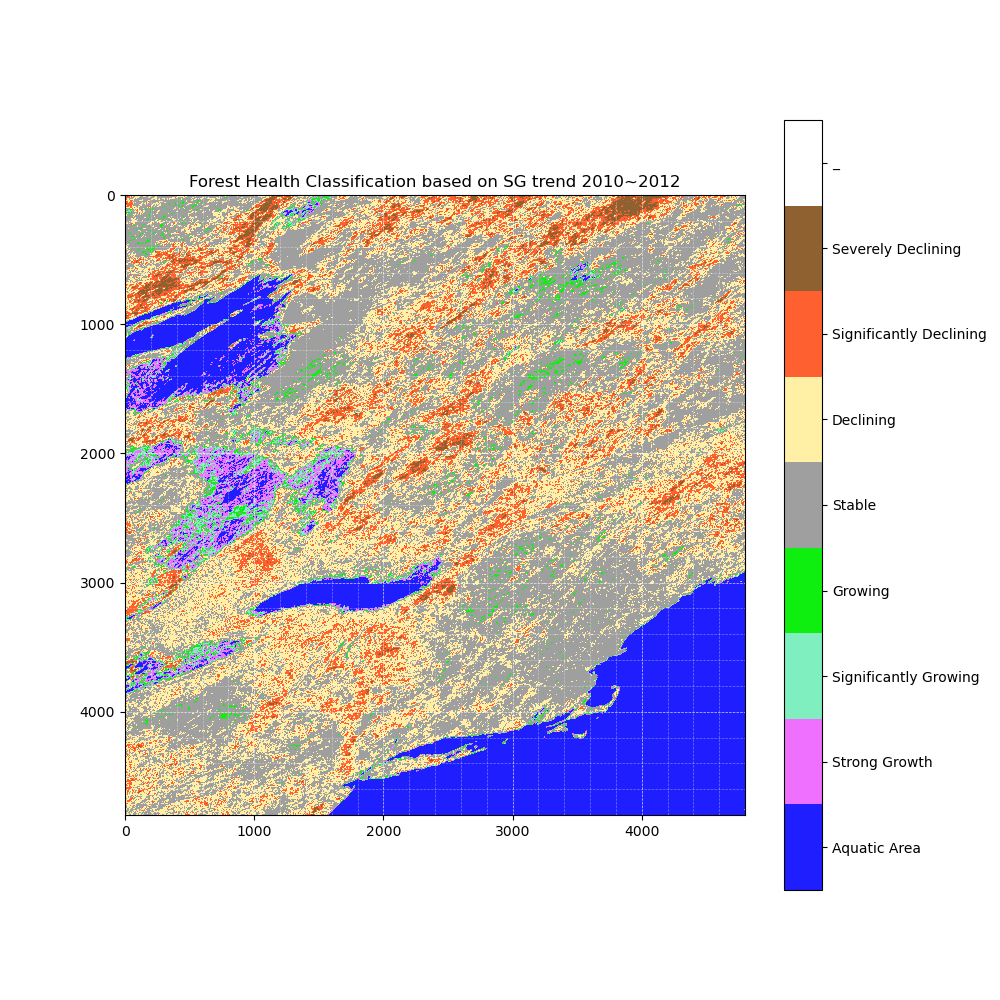 Forest Health Classification based on SG trend 2010~2012
0
1000
2000
3000
4000
0
1000
2000
3000
4000
_
Severely Declining
Significantly Declining
Declining
Stable
Growing
Significantly Growing
Strong Growth
Aquatic Area